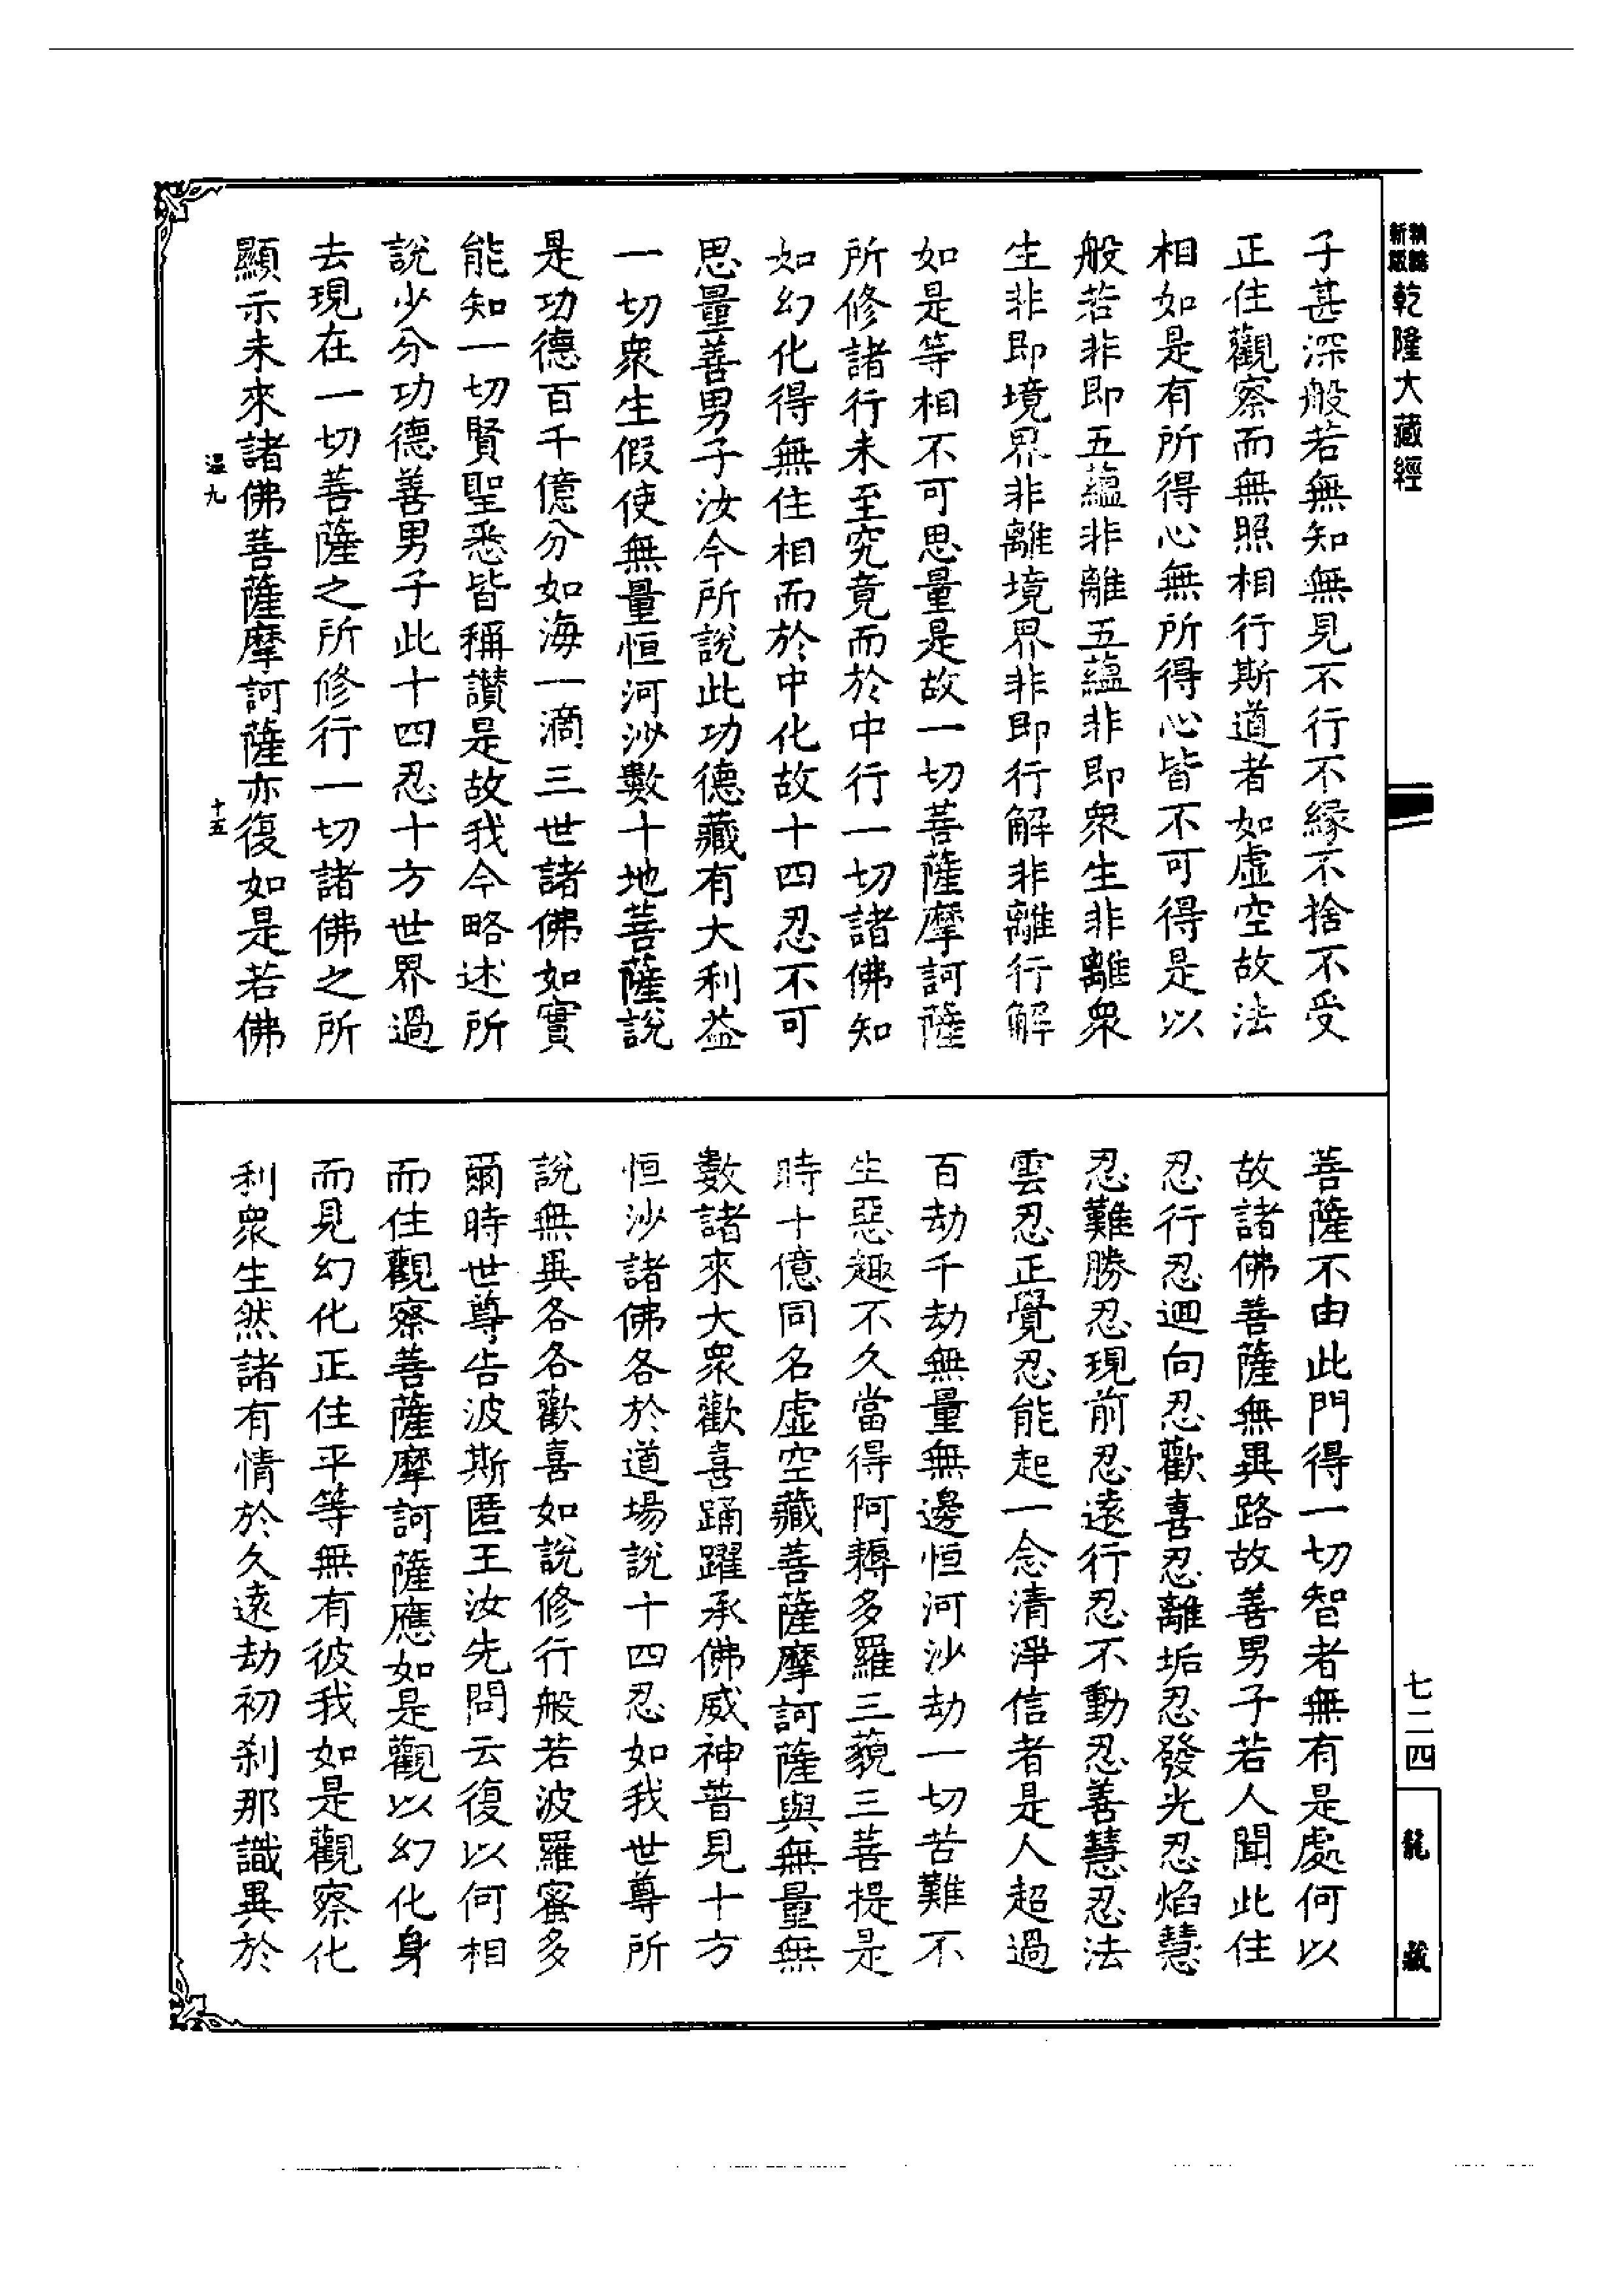 新版
乾隆大藏經
子甚深般若無知無見不行不緣不捨不受
正住觀察而無照相行斯道者如虛空故法
相如是有所得心無所得心皆不可得是以
般若非即五蘊非離五蘊非即衆生非離衆
生非即境界非離境界非即行解非離行解
如是等相不可思量是故一切菩薩摩訶薩
所修諸行未至究竟而於中行一切諸佛知
如幻化得無住相而於中化故十四忍不可
思量善男子汝今所說此功德藏有大利益
一切衆生假使無量恒河沙數十地菩薩說
是功德百千億分如海一滴三世諸佛如實
能知一切賢聖悉皆稱讚是故我今略述所
說少分功德善男子此十四忍十方世界過
去現在一切菩薩之所修行一切諸佛之所
顯示未來諸佛菩薩摩訶薩亦復如是若佛
溫九
十五
菩薩不由此門得一切智者無有是處何以
故諸佛菩薩無異路故善男子若人聞此住
忍行忍迴向忍歡喜忍離垢忍發光忍焰慧
忍難勝忍現前忍遠行忍不動忍善慧忍法
雲忍正覺忍能起一念清淨信者是人超過
百劫千劫無量無邊恒河沙劫一切苦難不
生惡趣不久當得阿耨多羅三藐三菩提是
時十億同名虛空藏菩薩摩訶薩與無量無
數諸來大衆歡喜踊躍承佛威神普見十方
恒沙諸佛各於道場說十四忍如我世尊所
說無異各各歡喜如說修行般若波羅蜜多
爾時世尊告波斯匿王汝先問云復以何相
而住觀察菩薩摩訶薩應如是觀以幻化身
而見幻化正住平等無有彼我如是觀察化
利衆生然諸有情於久遠劫初刹那識異於
七二四
龍藏